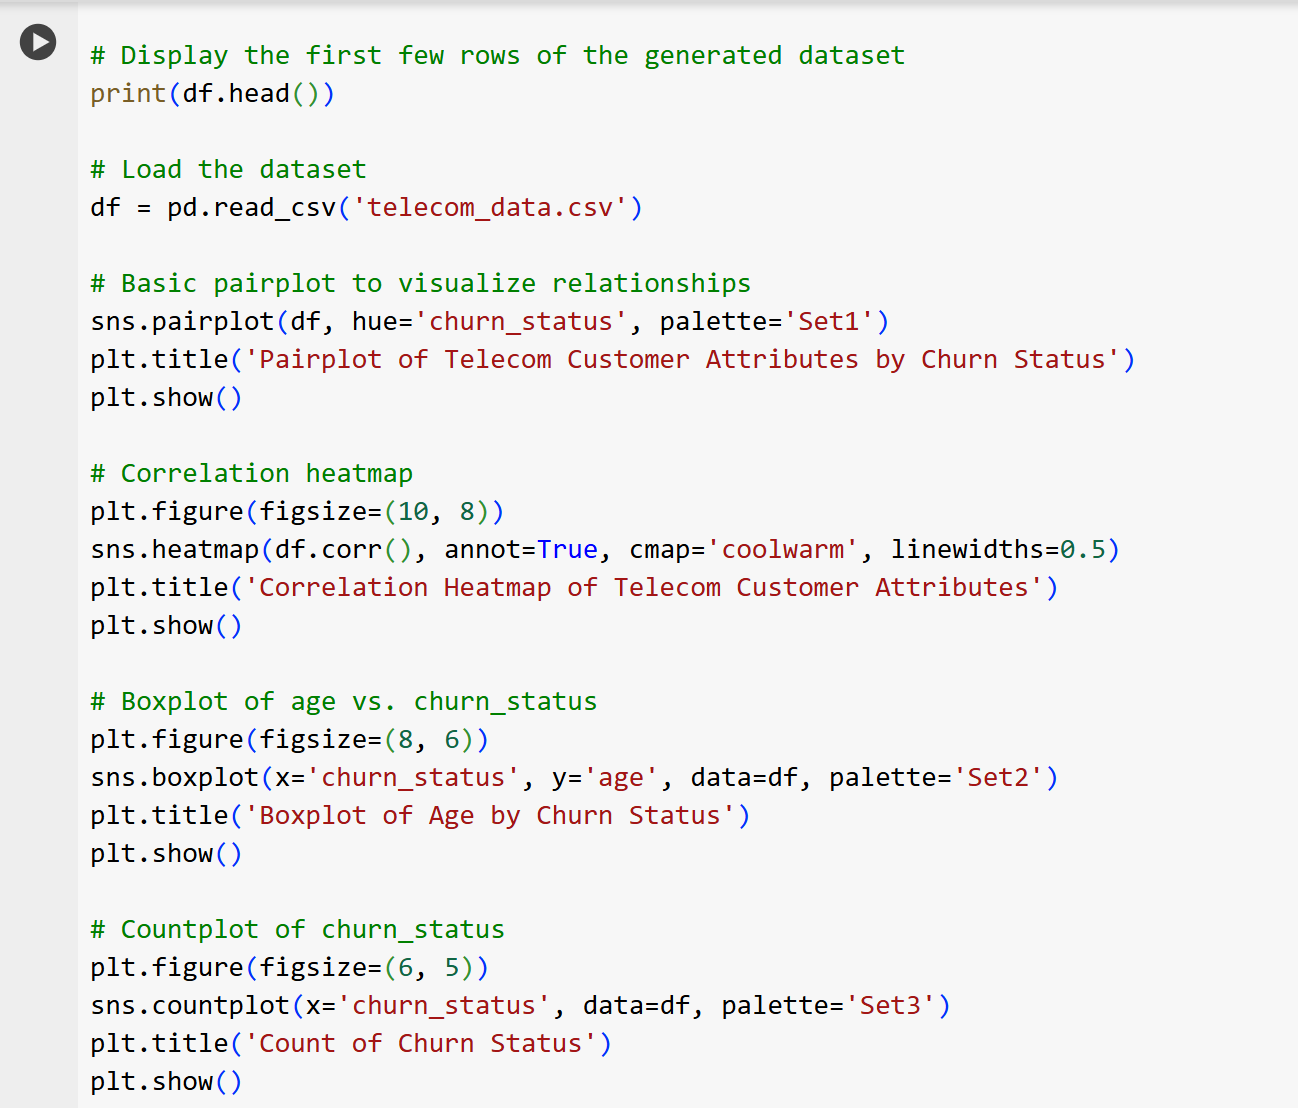 # Display the first few rows of the generated dataset
print(df.head())
# Load the dataset
df = pd.read_csv('telecom_data.csv')
# Basic pairplot to visualize relationships
sns.pairplot(df, hue='churn_status', palette='Set1')
plt.title('Pairplot of Telecom Customer Attributes by Churn Status')
plt.show()
# Correlation heatmap
plt.figure(figsize=(10, 8))
sns.heatmap(df.corr(), annot=True, cmap='coolwarm', linewidths=0.5)
plt.title('Correlation Heatmap of Telecom Customer Attributes')
plt.show()
# Boxplot of age vs. churn_status
plt.figure(figsize=(8, 6))
sns.boxplot(x='churn_status', y='age', data=df, palette='Set2')
plt.title('Boxplot of Age by Churn Status')
plt.show()
# Countplot of churn_status
plt.figure(figsize=(6, 5))
sns.countplot(x='churn_status', data=df, palette='Set3')
plt.title('Count of Churn Status')
plt.show()